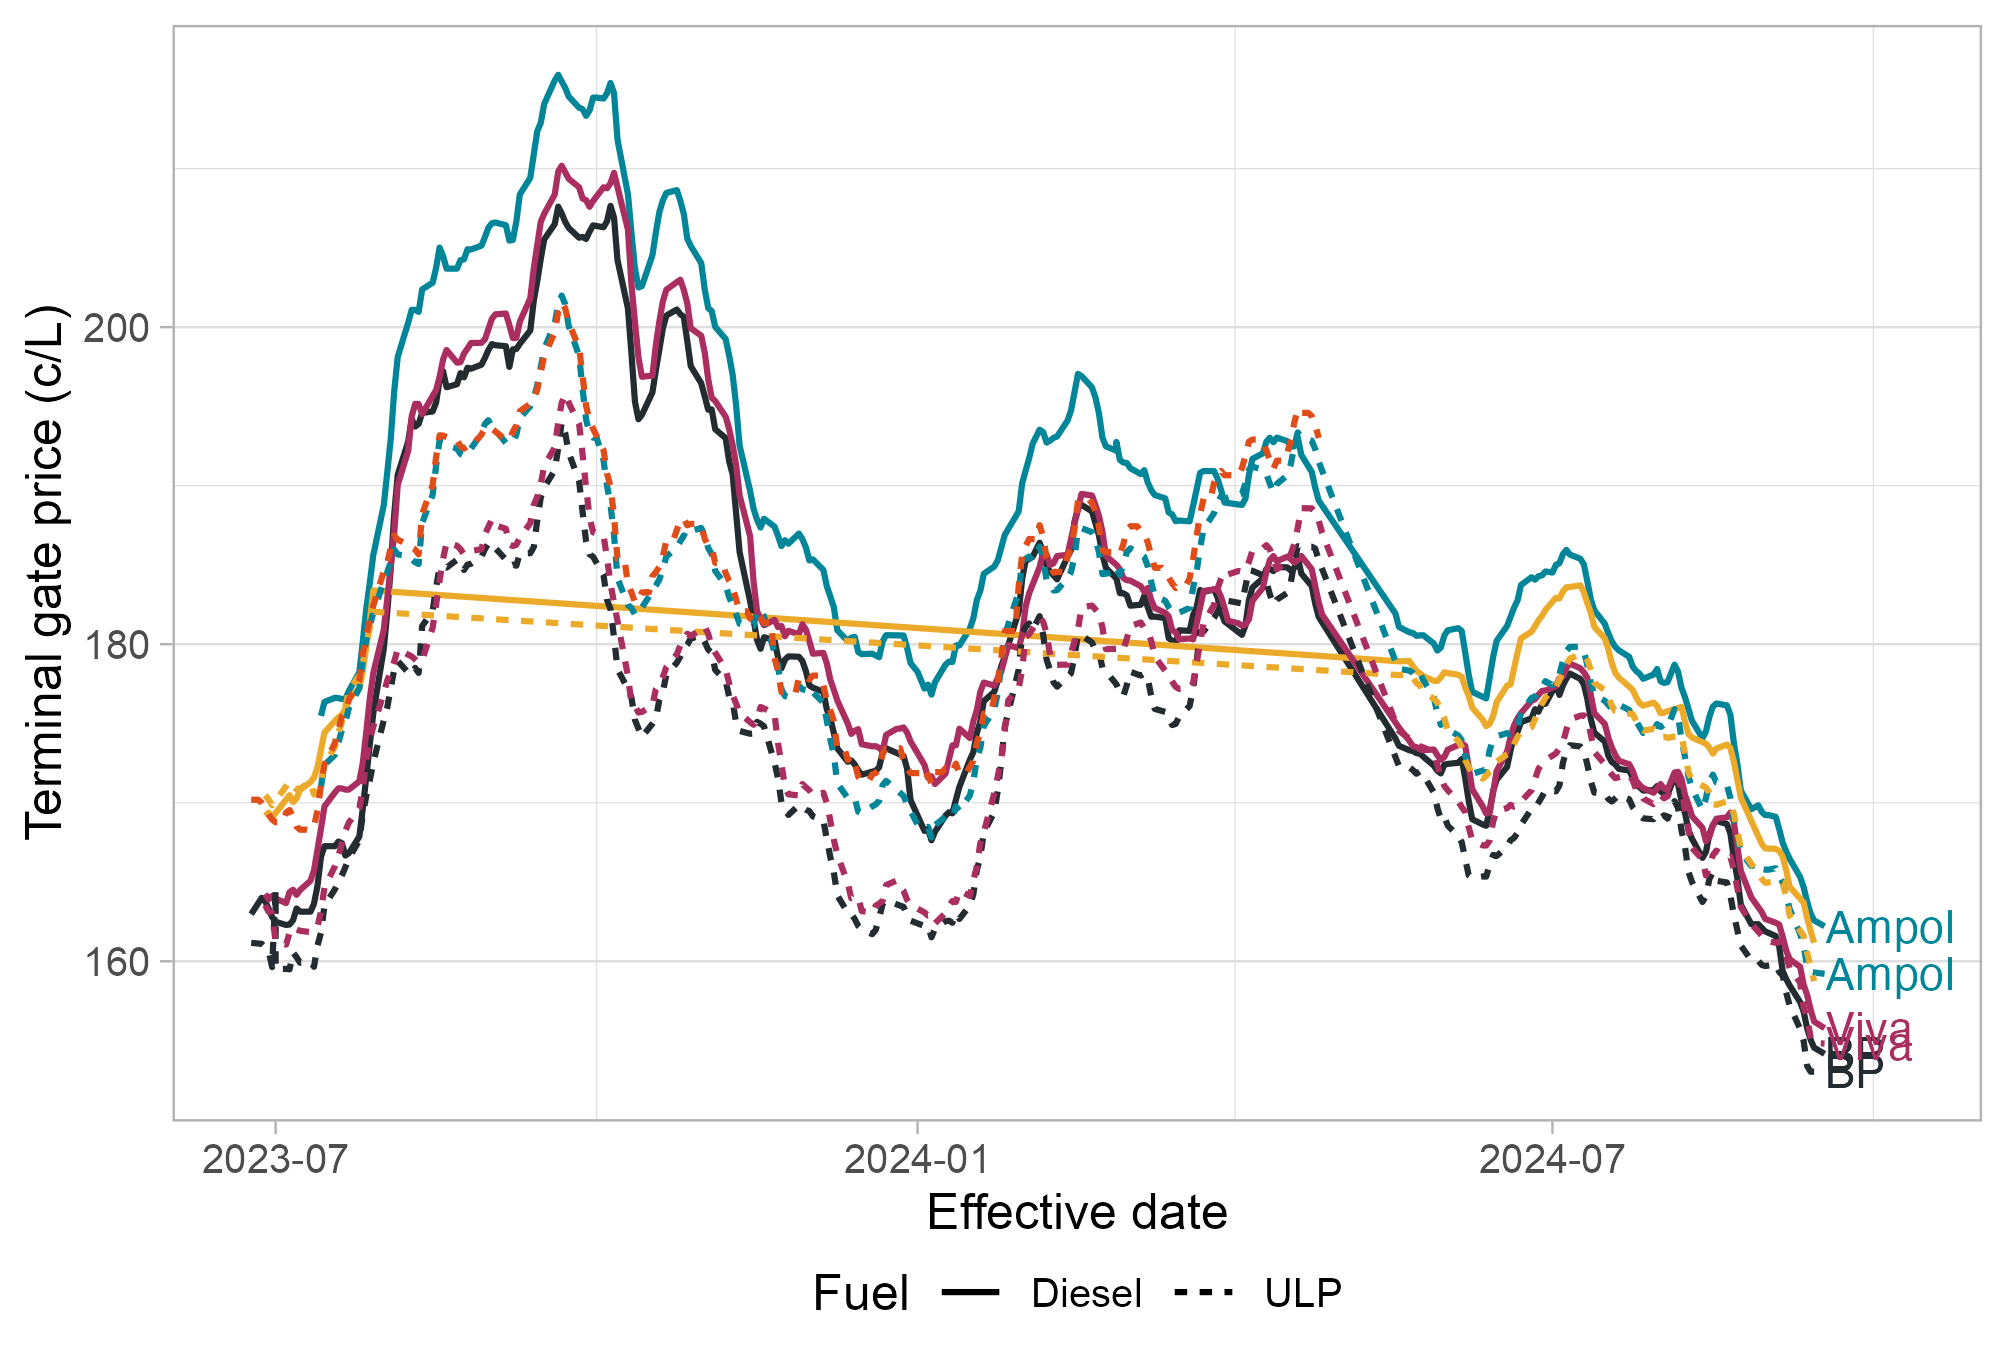 Terminal gate price (c/L)
200
180
160
Ampol
Ampol
Viva
Viva
BP
BP
2023-07
2024-01
2024-07
Effective date
Fuel
Diesel
ULP